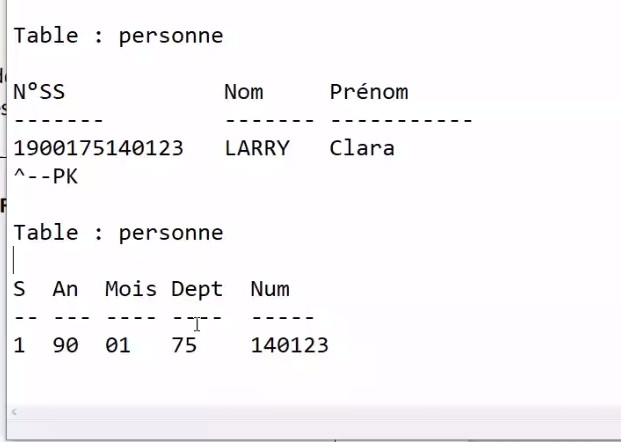 Table : personne
N°SS Nom Prénom
------- ------- -----------
1900175140123 LARRY Clara
^--PK
Table : personne
S An Mois Dept Num
-- --- ---- ---- -----
1 90 01 75 140123